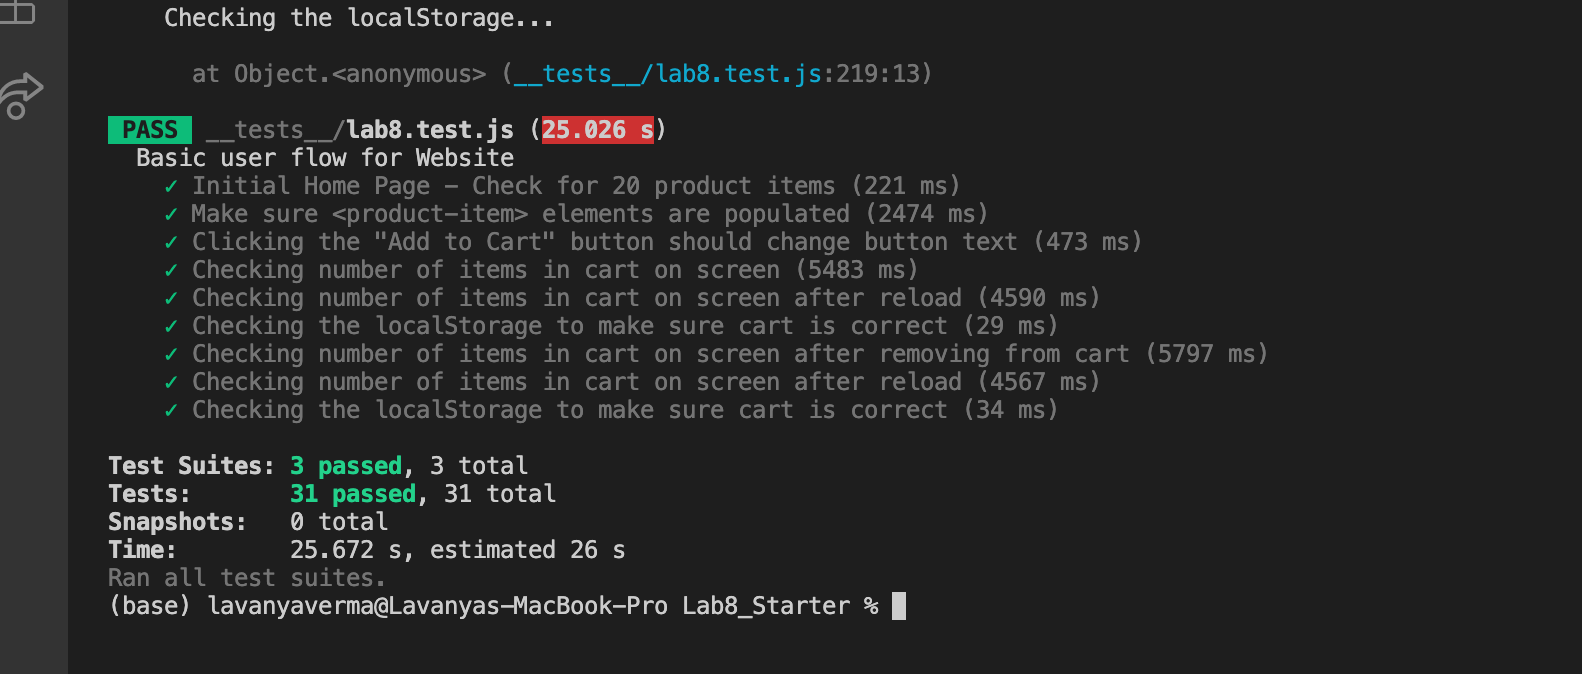 Checking the localStorage...
at Object.<anonymous> (__tests__/lab8.test.js:219:13)
PASS __tests__/lab8.test.js (25.026 s)
Basic user flow for Website
✓ Initial Home Page – Check for 20 product items (221 ms)
✓ Make sure <product-item> elements are populated (2474 ms)
✓ Clicking the "Add to Cart" button should change button text (473 ms)
✓ Checking number of items in cart on screen (5483 ms)
✓ Checking number of items in cart on screen after reload (4590 ms)
✓ Checking the localStorage to make sure cart is correct (29 ms)
✓ Checking number of items in cart on screen after removing from cart (5797 ms)
✓ Checking number of items in cart on screen after reload (4567 ms)
✓ Checking the localStorage to make sure cart is correct (34 ms)
Test Suites: 3 passed, 3 total
Tests: 31 passed, 31 total
Snapshots: 0 total
Time: 25.672 s, estimated 26 s
Ran all test suites.
(base) lavanyaverma@Lavanyas-MacBook-Pro Lab8_Starter %